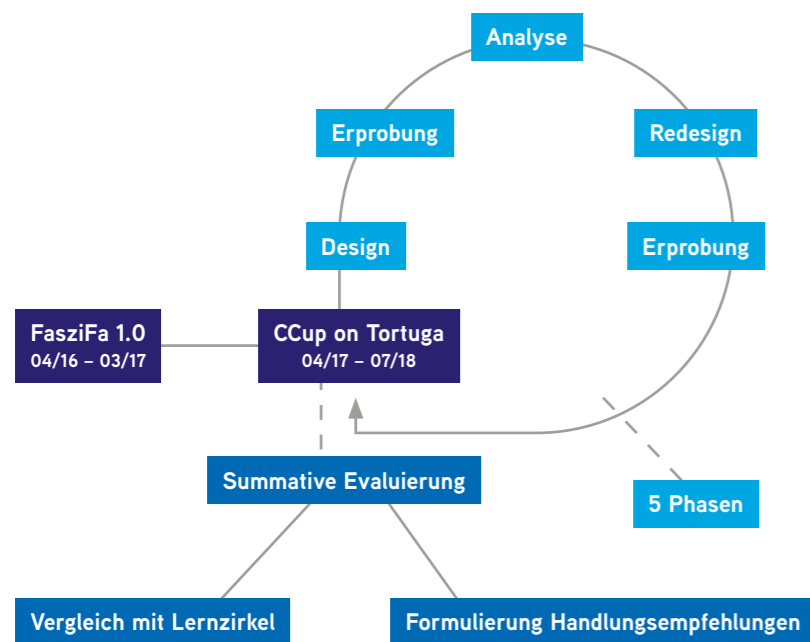 Analyse
Erprobung
Redesign
Design
Erprobung
FasziFa 1.0
04/16 – 03/17
CCup on Tortuga
04/17 – 07/18
Summative Evaluierung
5 Phasen
Vergleich mit Lernzirkel
Formulierung Handlungsempfehlungen